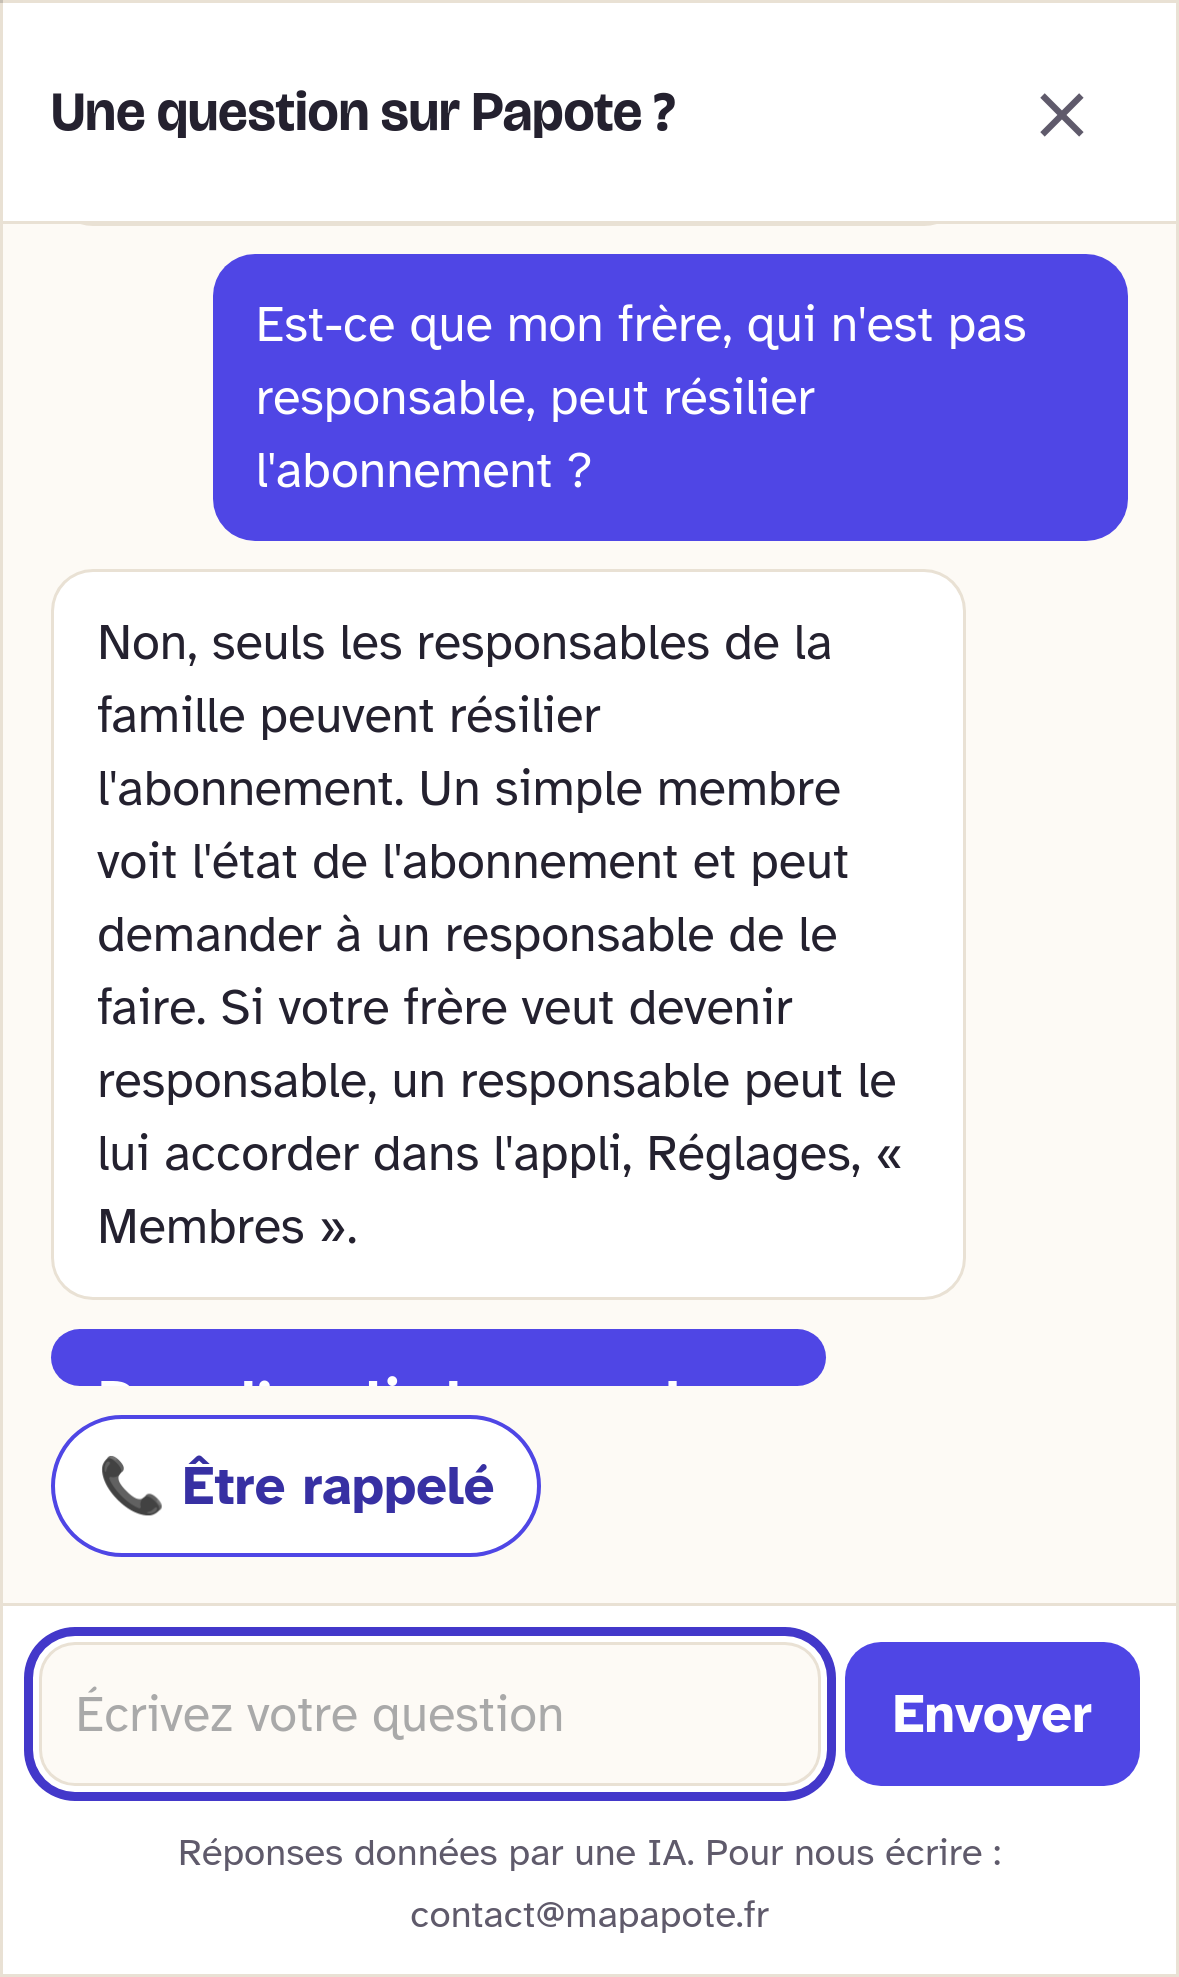 Une question sur Papote ?
Est-ce que mon frère, qui n'est pas
responsable, peut résilier
l'abonnement ?
Non, seuls les responsables de la
famille peuvent résilier
l'abonnement. Un simple membre
voit l'état de l'abonnement et peut
demander à un responsable de le
faire. Si votre frère veut devenir
responsable, un responsable peut le
lui accorder dans l'appli, Réglages, «
Membres ».
📞 Être rappelé
Écrivez votre question
Envoyer
Réponses données par une IA. Pour nous écrire :
contact@mapapote.fr